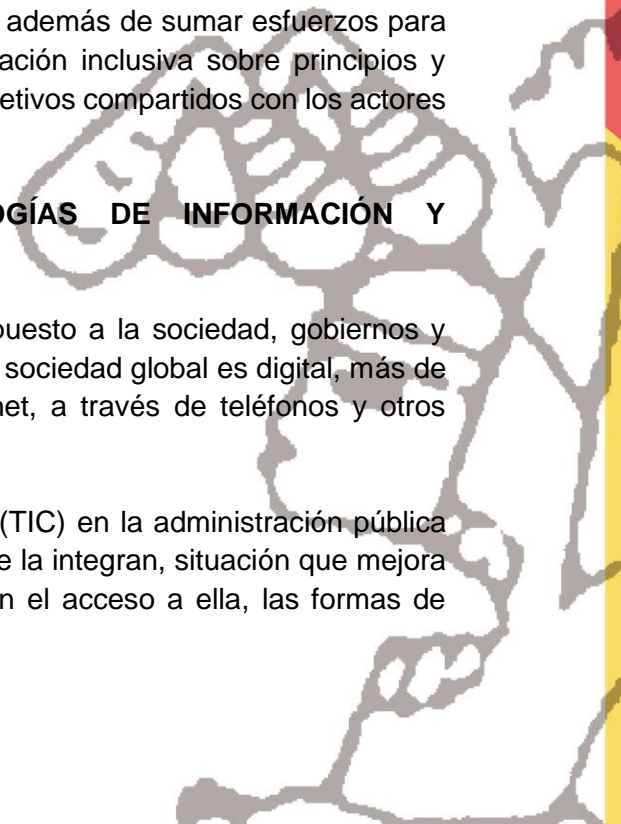 además de sumar esfuerzos para
ación inclusiva sobre principios y
etivos compartidos con los actores
OGÍAS DE INFORMACIÓN Y
puesto a la sociedad, gobiernos y
sociedad global es digital, más de
net, a través de teléfonos y otros
(TIC) en la administración pública
e la integran, situación que mejora
n el acceso a ella, las formas de